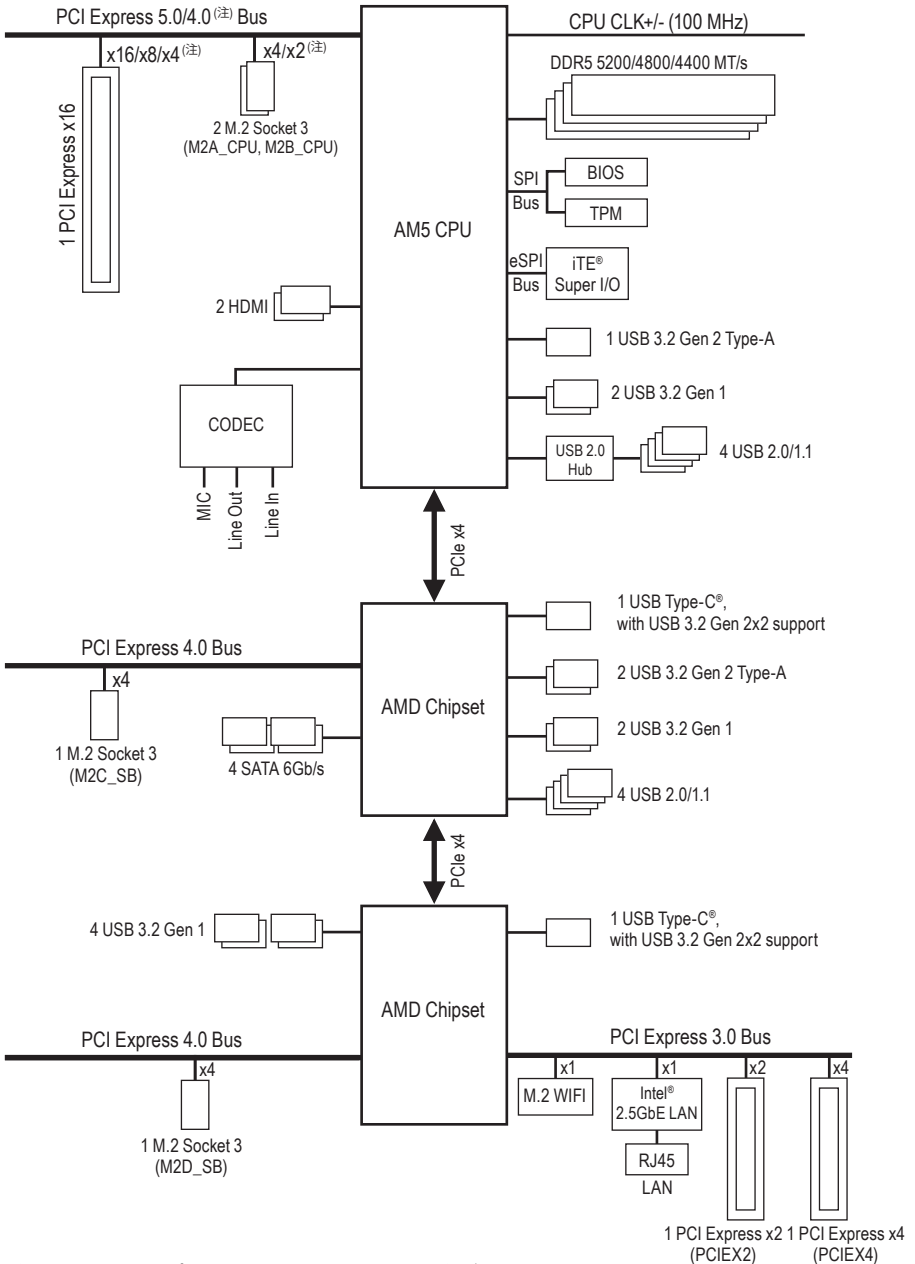 PCI Express 5.0/4.0(注) Bus
CPU CLK+/- (100 MHz)
x16/x8/x4(注)
x4/x2(注)
DDR5 5200/4800/4400 MT/s
1 PCI Express x16
2 M.2 Socket 3
(M2A_CPU, M2B_CPU)
SPI
Bus
BIOS
TPM
AM5 CPU
eSPI
Bus
iTE®
Super I/O
2 HDMI
1 USB 3.2 Gen 2 Type-A
2 USB 3.2 Gen 1
CODEC
USB 2.0
Hub
4 USB 2.0/1.1
MIC
Line Out
Line In
PCIe x4
1 USB Type-C®,
with USB 3.2 Gen 2x2 support
PCI Express 4.0 Bus
x4
2 USB 3.2 Gen 2 Type-A
AMD Chipset
1 M.2 Socket 3
(M2C_SB)
4 SATA 6Gb/s
2 USB 3.2 Gen 1
4 USB 2.0/1.1
PCIe x4
4 USB 3.2 Gen 1
1 USB Type-C®,
with USB 3.2 Gen 2x2 support
AMD Chipset
PCI Express 4.0 Bus
PCI Express 3.0 Bus
x4
x1
x1
x2
x4
M.2 WIFI
Intel®
2.5GbE LAN
1 M.2 Socket 3
(M2D_SB)
RJ45
LAN
1 PCI Express x2
(PCIEX2)
1 PCI Express x4
(PCIEX4)